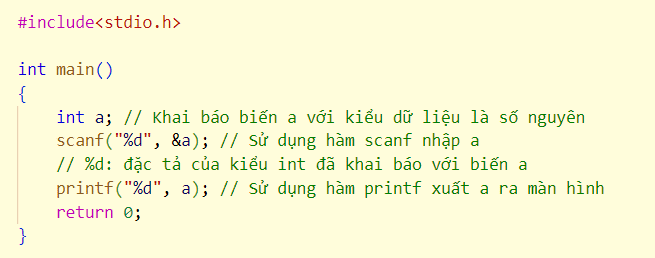 #include<stdio.h>
int main()
{
int a; // Khai báo biến a với kiểu dữ liệu là số nguyên
scanf("%d", &a); // Sử dụng hàm scanf nhập a
// %d: đặc tả của kiểu int đã khai báo với biến a
printf("%d", a); // Sử dụng hàm printf xuất a ra màn hình
return 0;
}